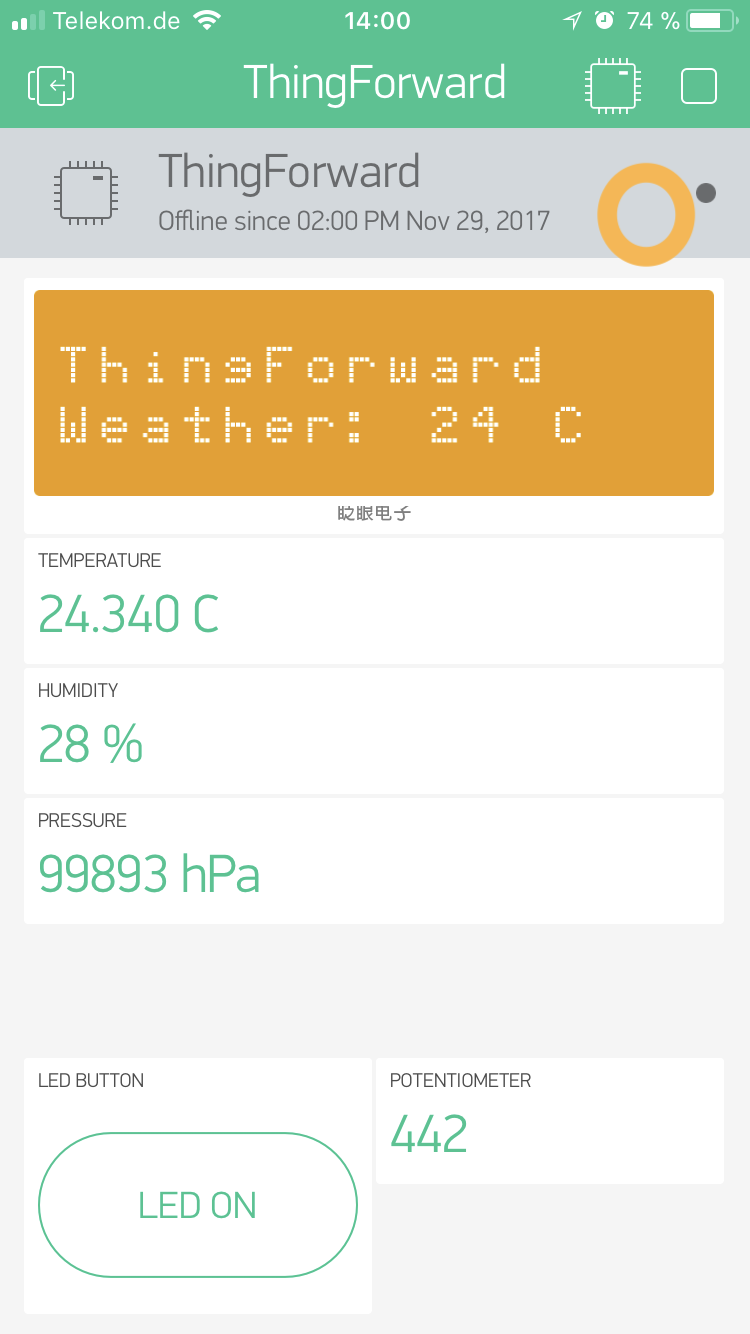 Telekom.de 14:00 74 %
ThingForward
ThingForward
Offline since 02:00 PM Nov 29, 2017
ThingForward
Weather: 24 C
眨眼电子
TEMPERATURE
24.340 C
HUMIDITY
28 %
PRESSURE
99893 hPa
LED BUTTON
LED ON
POTENTIOMETER
442